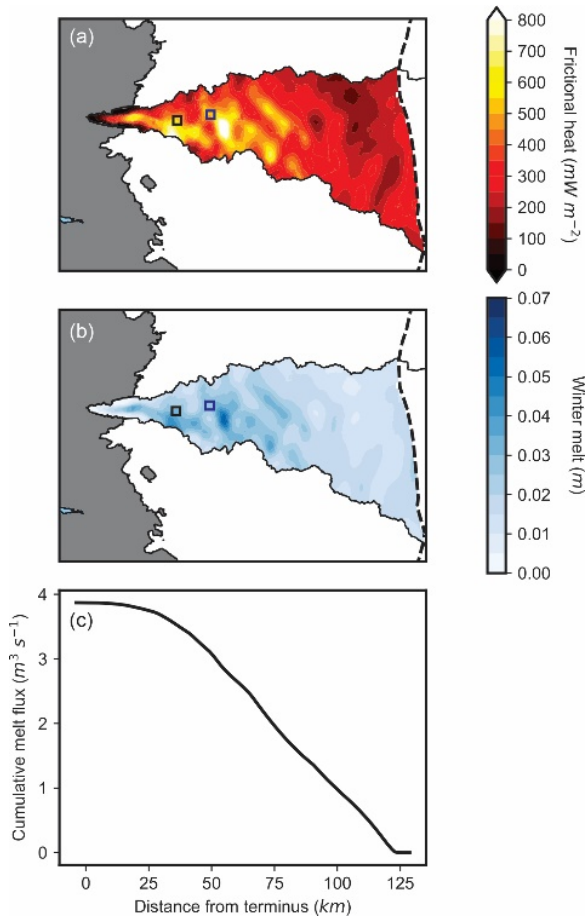 (a)
800
700
600
500
400
300
200
100
0
Frictional heat (mW m−2)
(b)
0.07
0.06
0.05
0.04
0.03
0.02
0.01
0.00
Winter melt (m)
(c)
4
3
2
1
0
Cumulative melt flux (m3 s−1)
0 25 50 75 100 125
Distance from terminus (km)